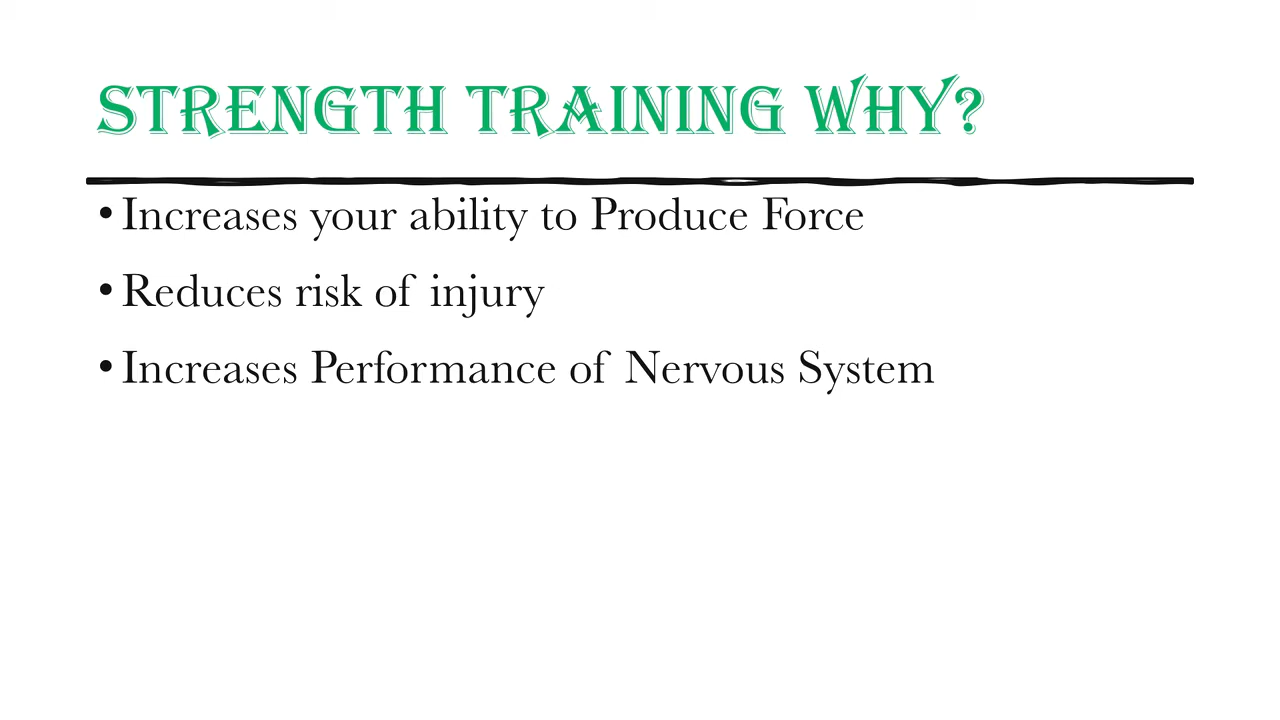 STRENGTH TRAINING WHY?
• Increases your ability to Produce Force
• Reduces risk of injury
• Increases Performance of Nervous System